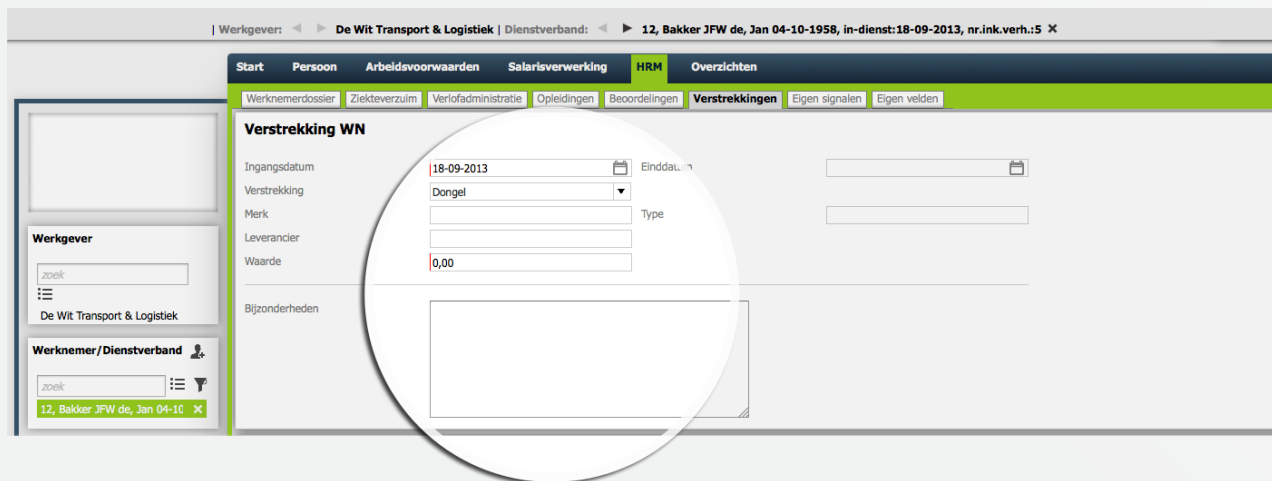 | Werkgever: De Wit Transport & Logistiek | Dienstverband: 12, Bakker JFW de, Jan 04-10-1958, in-dienst:18-09-2013, nr.ink.verh.:5
Start Persoon Arbeidsvoorwaarden Salarisverwerking HRM Overzichten
Werknemerdossier Ziekteverzuim Verlofadministratie Opleidingen Beoordelingen Verstrekkingen Eigen signalen Eigen velden
Verstrekking WN
Ingangsdatum 18-09-2013 Einddatum
Verstrekking Dongel
Merk Type
Leverancier
Waarde 0,00
Bijzonderheden
Werkgever
zoek
De Wit Transport & Logistiek
Werknemer/Dienstverband
zoek
12, Bakker JFW de, Jan 04-10